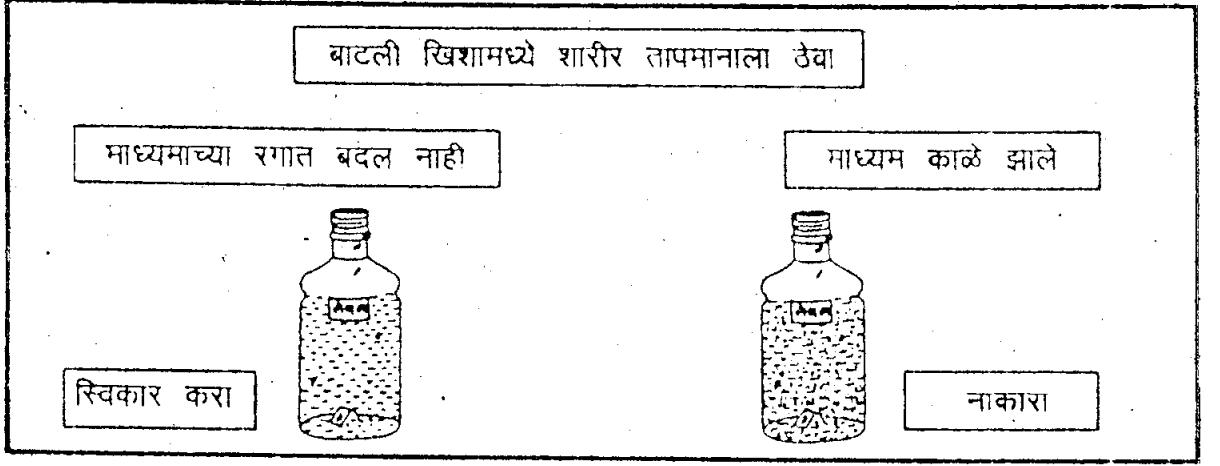 बाटली खिशामध्ये शारीर तापमानाला ठेवा
माध्यमाच्या रगात बदल नाही
माध्यम काळे झाले
स्विकार करा
नाकारा